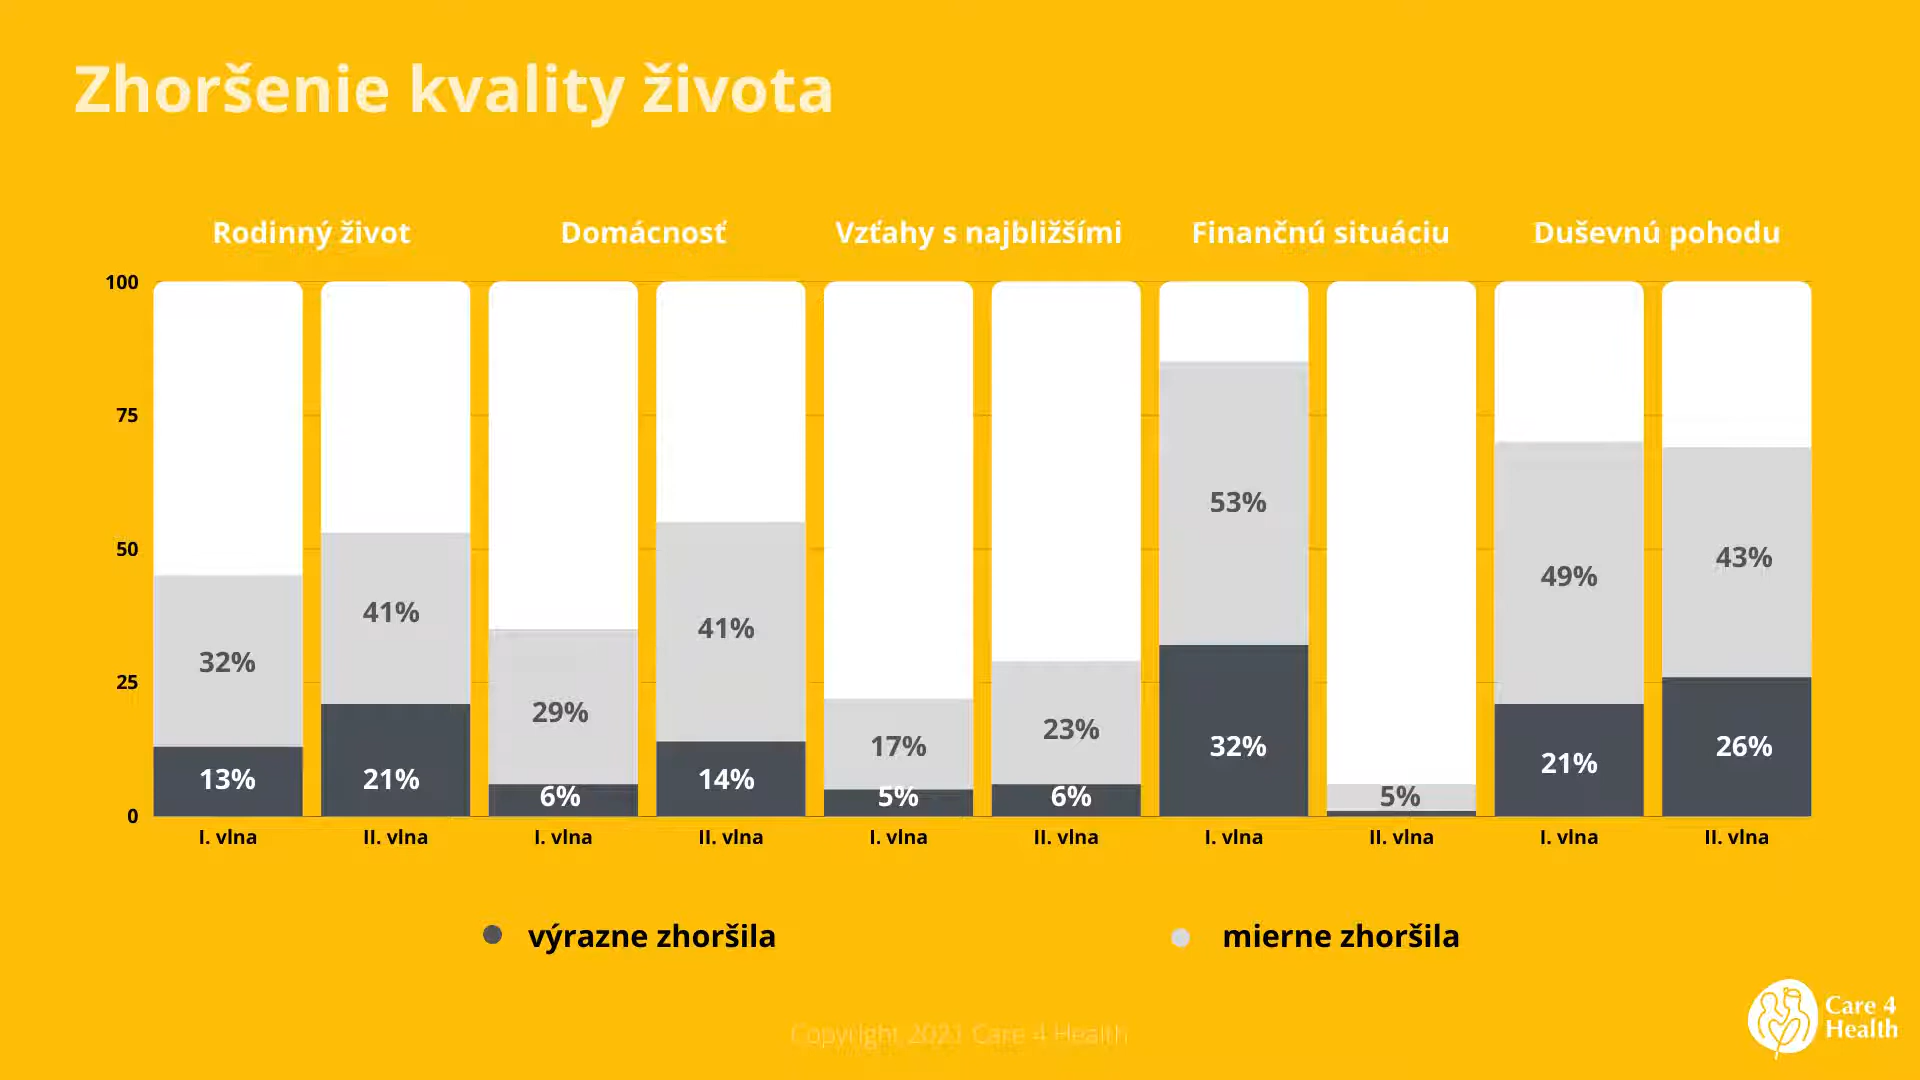 Zhoršenie kvality života
Rodinný život Domácnosť Vzťahy s najbližšími Finančnú situáciu Duševnú pohodu
100
75
50
25
0
32% 41% 29% 41% 17% 23% 53% 5% 49% 43%
13% 21% 6% 14% 5% 6% 32% 21% 26%
I. vlna II. vlna I. vlna II. vlna I. vlna II. vlna I. vlna II. vlna I. vlna II. vlna
výrazne zhoršila mierne zhoršila
Copyright 2021 Care 4 Health
Care 4
Health